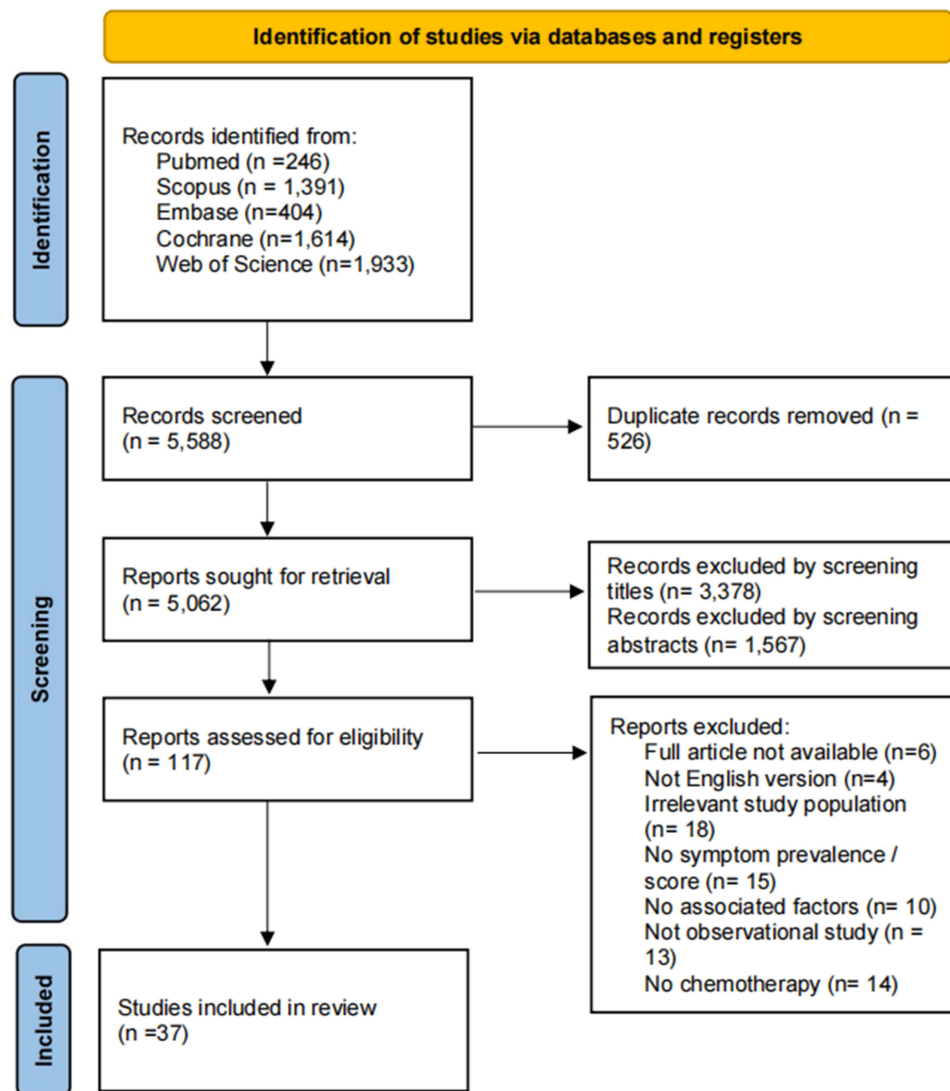 Identification of studies via databases and registers
Identification
Records identified from:
Pubmed (n =246)
Scopus (n = 1,391)
Embase (n=404)
Cochrane (n=1,614)
Web of Science (n=1,933)
Screening
Records screened
(n = 5,588)
Duplicate records removed (n =
526)
Reports sought for retrieval
(n = 5,062)
Records excluded by screening
titles (n= 3,378)
Records excluded by screening
abstracts (n= 1,567)
Reports assessed for eligibility
(n = 117)
Reports excluded:
Full article not available (n=6)
Not English version (n=4)
Irrelevant study population
(n= 18)
No symptom prevalence /
score (n= 15)
No associated factors (n= 10)
Not observational study (n =
13)
No chemotherapy (n= 14)
Included
Studies included in review
(n =37)